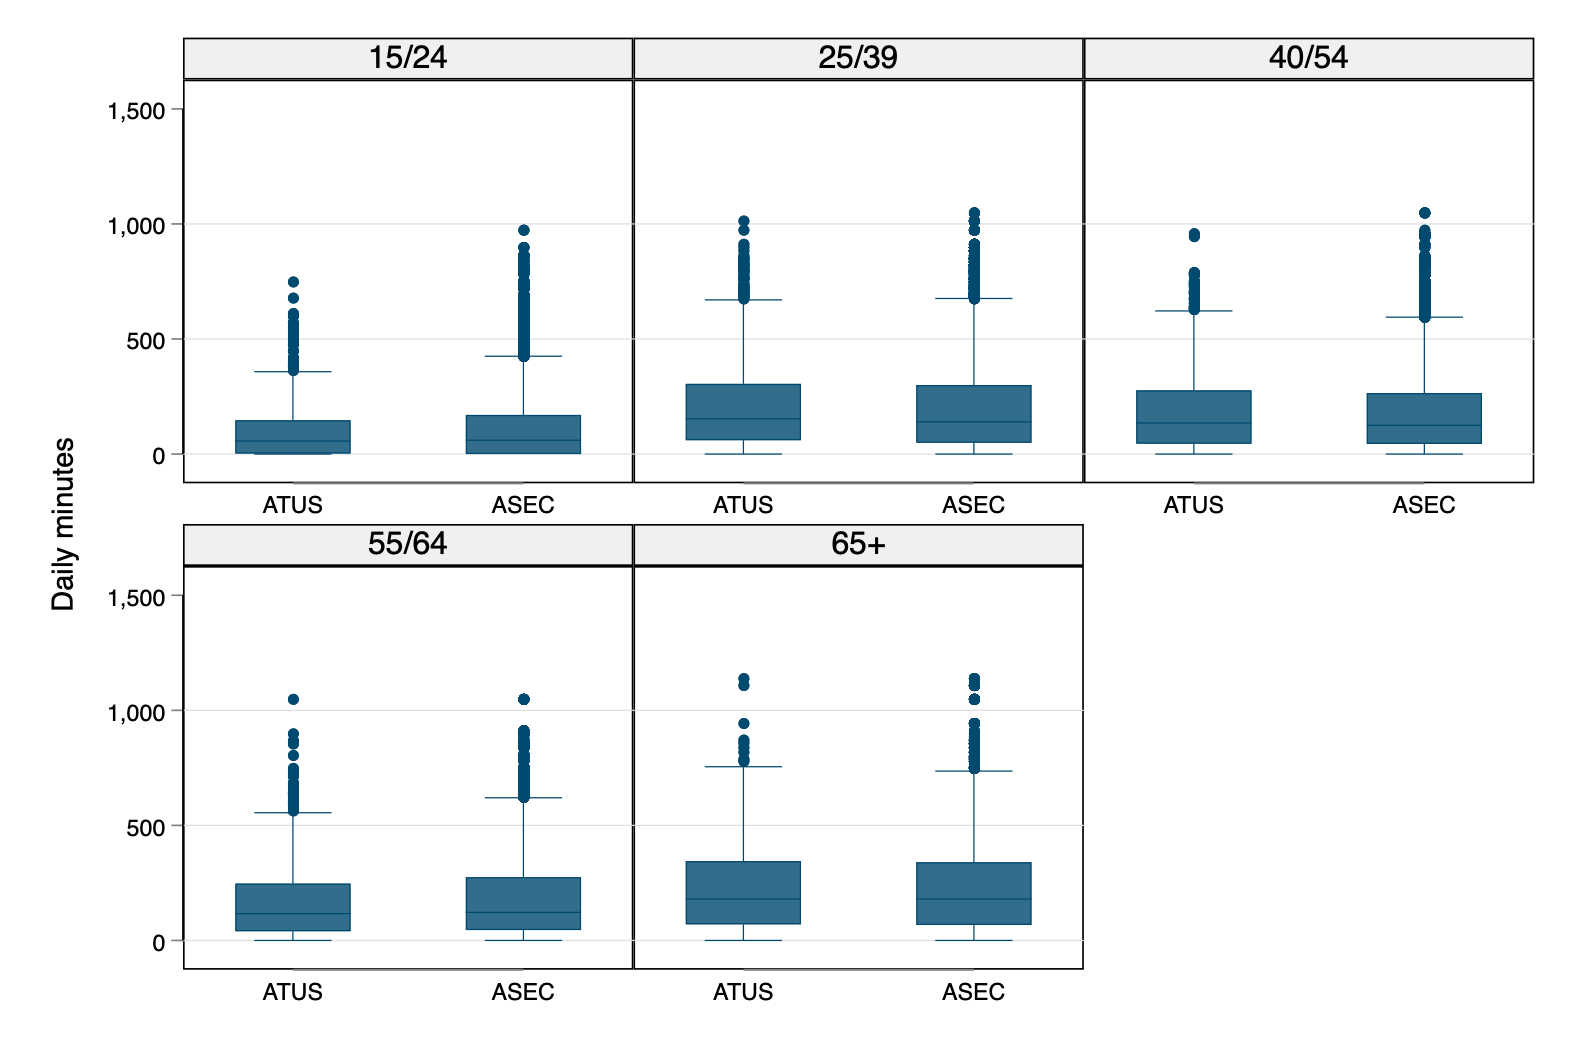 15/24 25/39 40/54
1,500
1,000
500
0
ATUS ASEC ATUS ASEC ATUS ASEC
Daily minutes
55/64 65+
1,500
1,000
500
0
ATUS ASEC ATUS ASEC